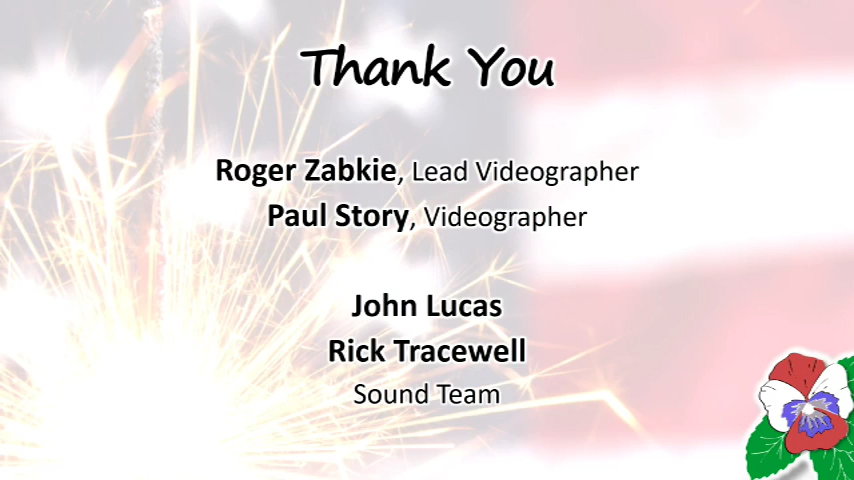 Thank You
Roger Zabkie, Lead Videographer
Paul Story, Videographer
John Lucas
Rick Tracewell
Sound Team